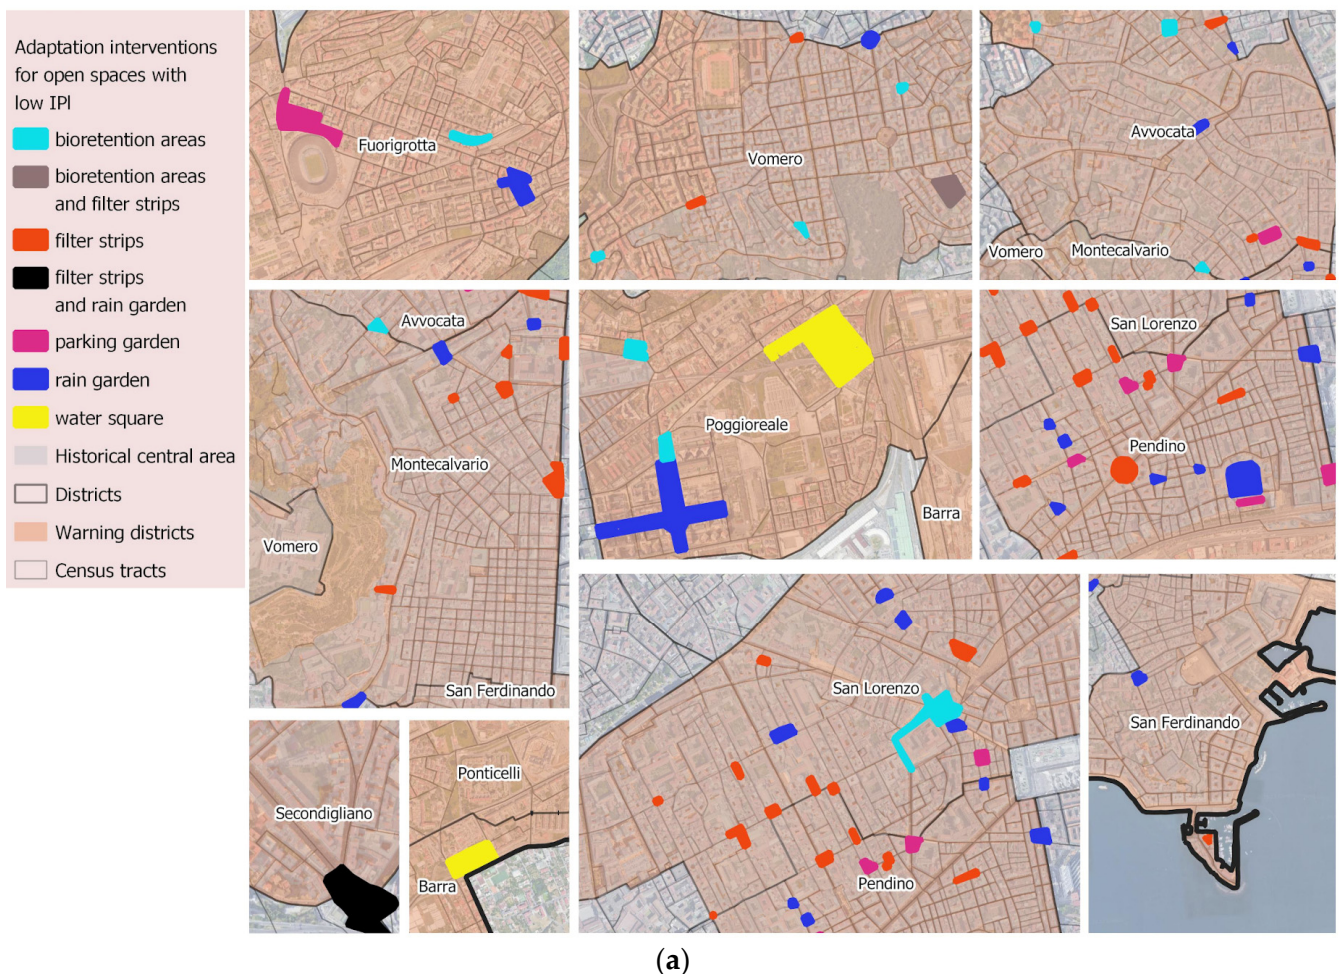 Adaptation interventions
for open spaces with
low IPl
bioretention areas
bioretention areas
and filter strips
filter strips
filter strips
and rain garden
parking garden
rain garden
water square
Historical central area
Districts
Warning districts
Census tracts
Fuorigrotta
Vomero
Avvocata
Vomero
Montecalvario
Avvocata
Montecalvario
Vomero
San Ferdinando
Poggioreale
Barra
San Lorenzo
Pendino
Secondigliano
Ponticelli
Barra
San Lorenzo
Pendino
San Ferdinando
(a)